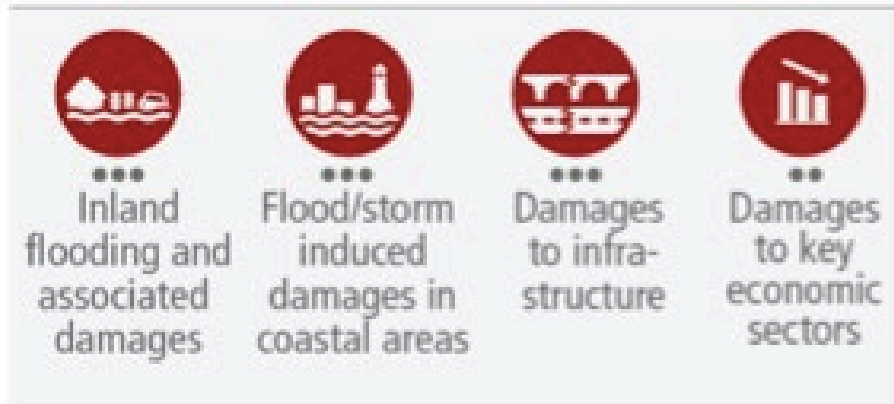 Inland
flooding and
associated
damages
Flood/storm
induced
damages in
coastal areas
Damages
to infra-
structure
Damages
to key
economic
sectors